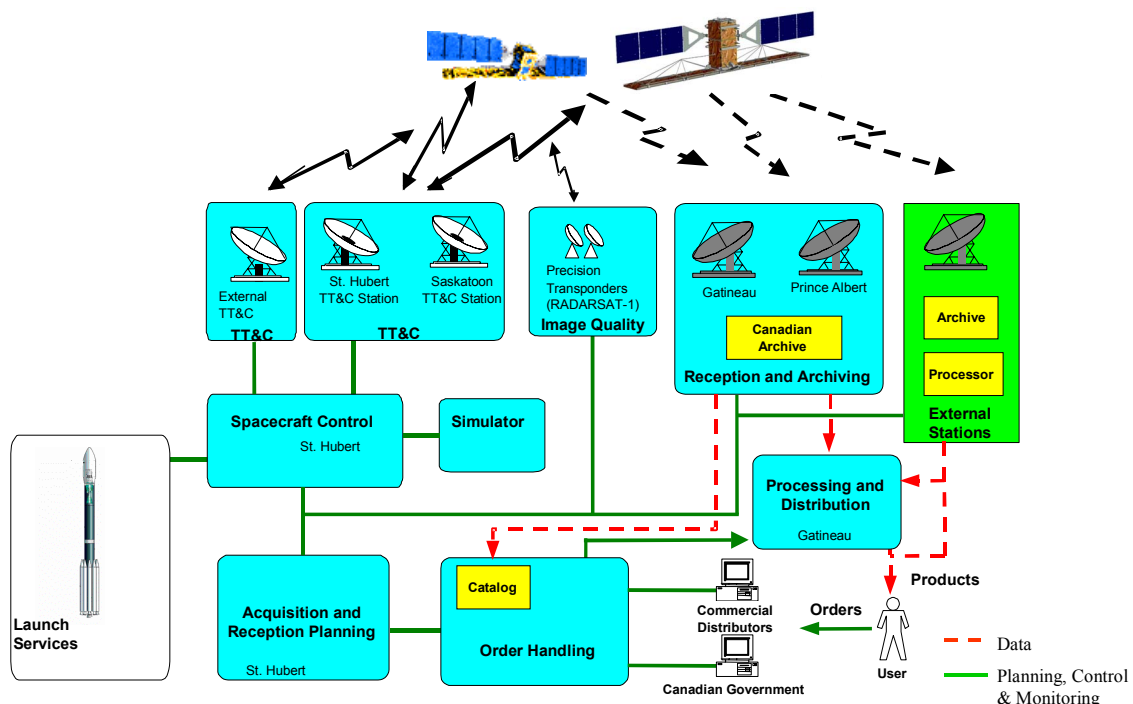 External
TT&C
TT&C
St. Hubert
TT&C Station
Saskatoon
TT&C Station
TT&C
Precision
Transponders
(RADARSAT-1)
Image Quality
Gatineau
Prince Albert
Canadian
Archive
Reception and Archiving
Archive
Processor
External
Stations
Spacecraft Control
St. Hubert
Simulator
Launch
Services
Processing and
Distribution
Gatineau
Acquisition and
Reception Planning
St. Hubert
Catalog
Order Handling
Commercial
Distributors
Canadian Government
Orders
Products
User
Data
Planning, Control
& Monitoring